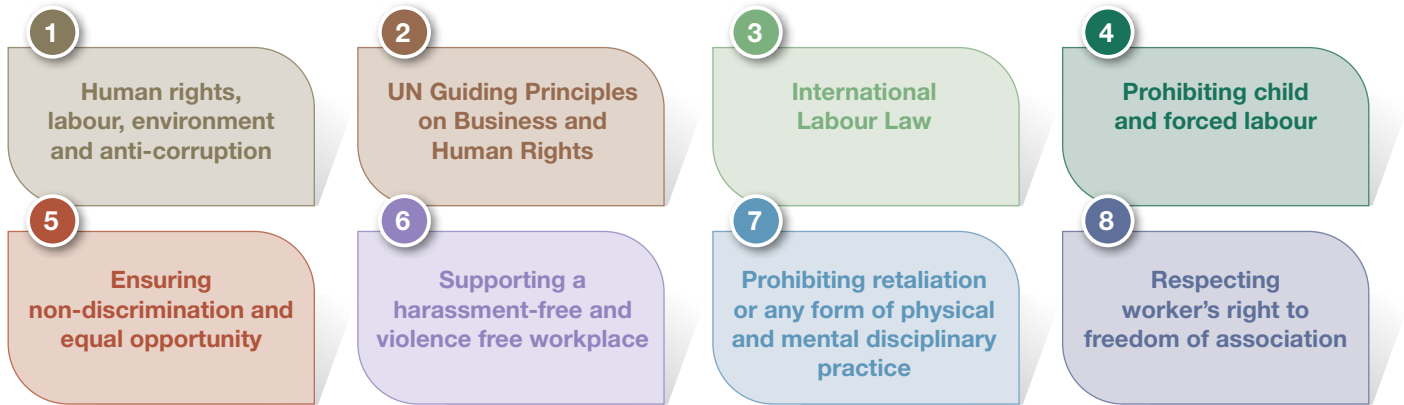 1
Human rights,
labour, environment
and anti-corruption
2
UN Guiding Principles
on Business and
Human Rights
3
International
Labour Law
4
Prohibiting child
and forced labour
5
Ensuring
non-discrimination and
equal opportunity
6
Supporting a
harassment-free and
violence free workplace
7
Prohibiting retaliation
or any form of physical
and mental disciplinary
practice
8
Respecting
worker’s right to
freedom of association